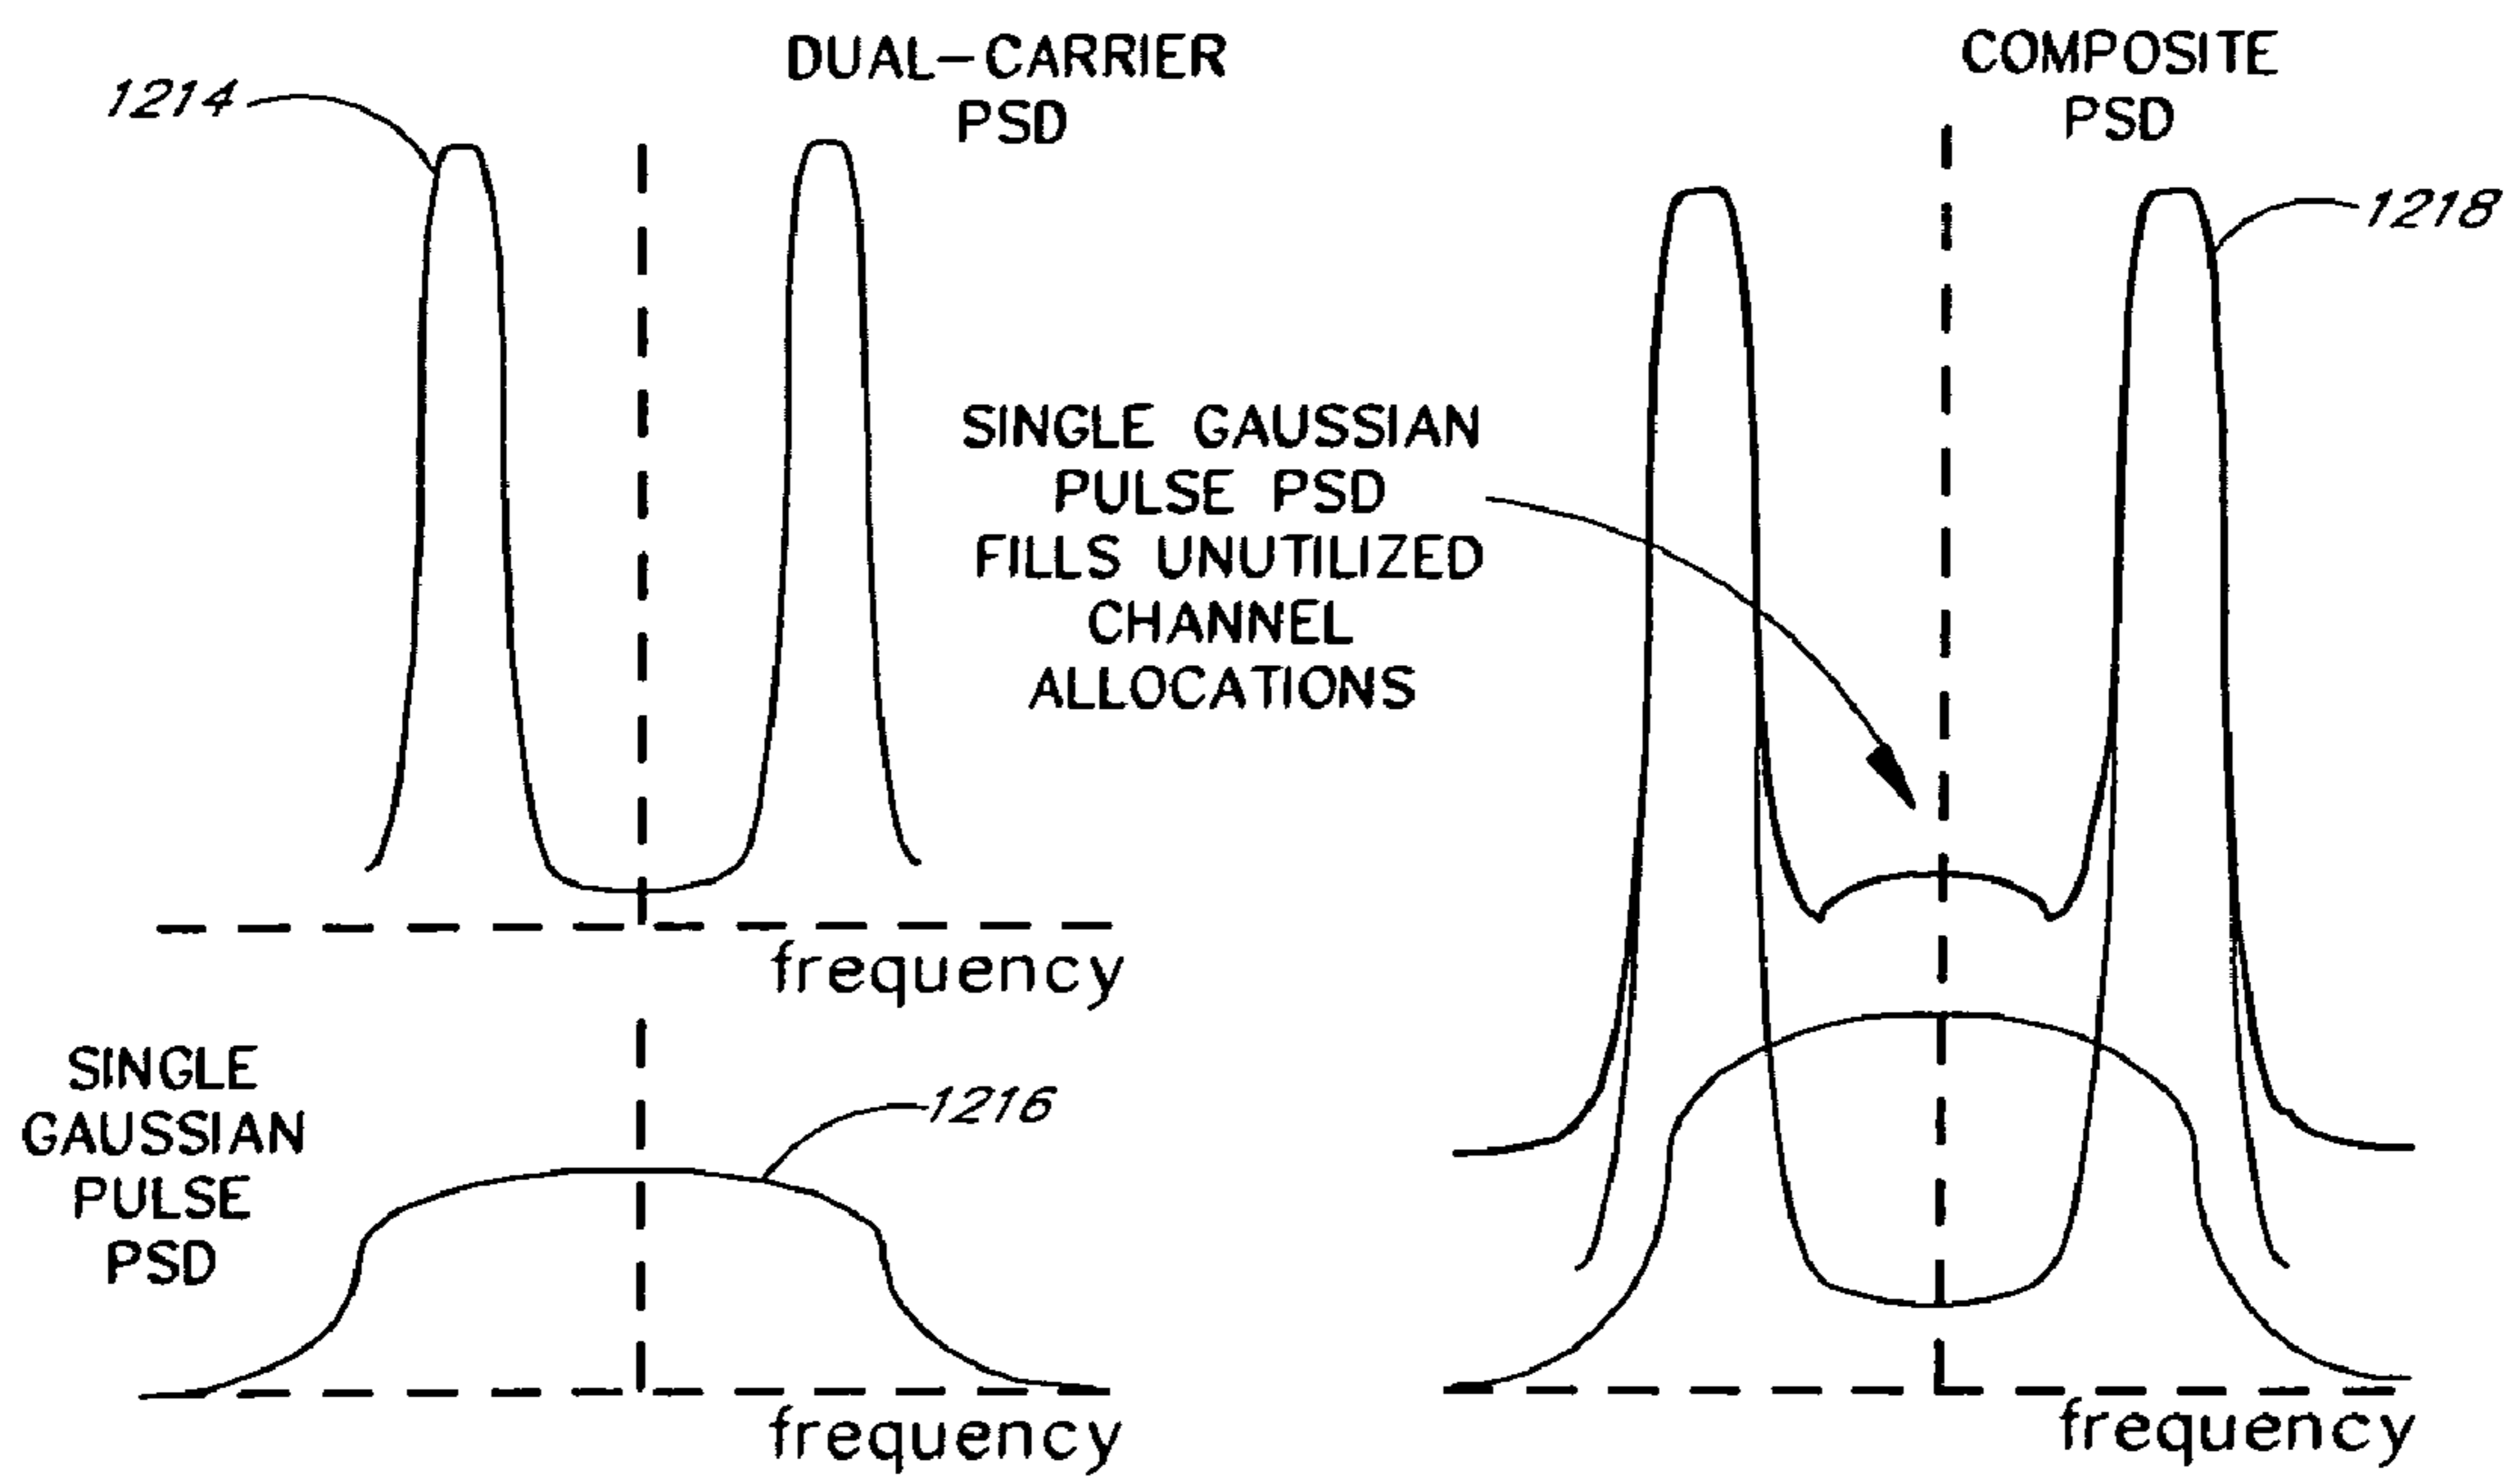 DUAL-CARRIER
PSD
1214
COMPOSITE
PSD
1218
SINGLE GAUSSIAN
PULSE PSD
FILLS UNUTILIZED
CHANNEL
ALLOCATIONS
frequency
SINGLE
GAUSSIAN
PULSE
PSD
1216
frequency
frequency